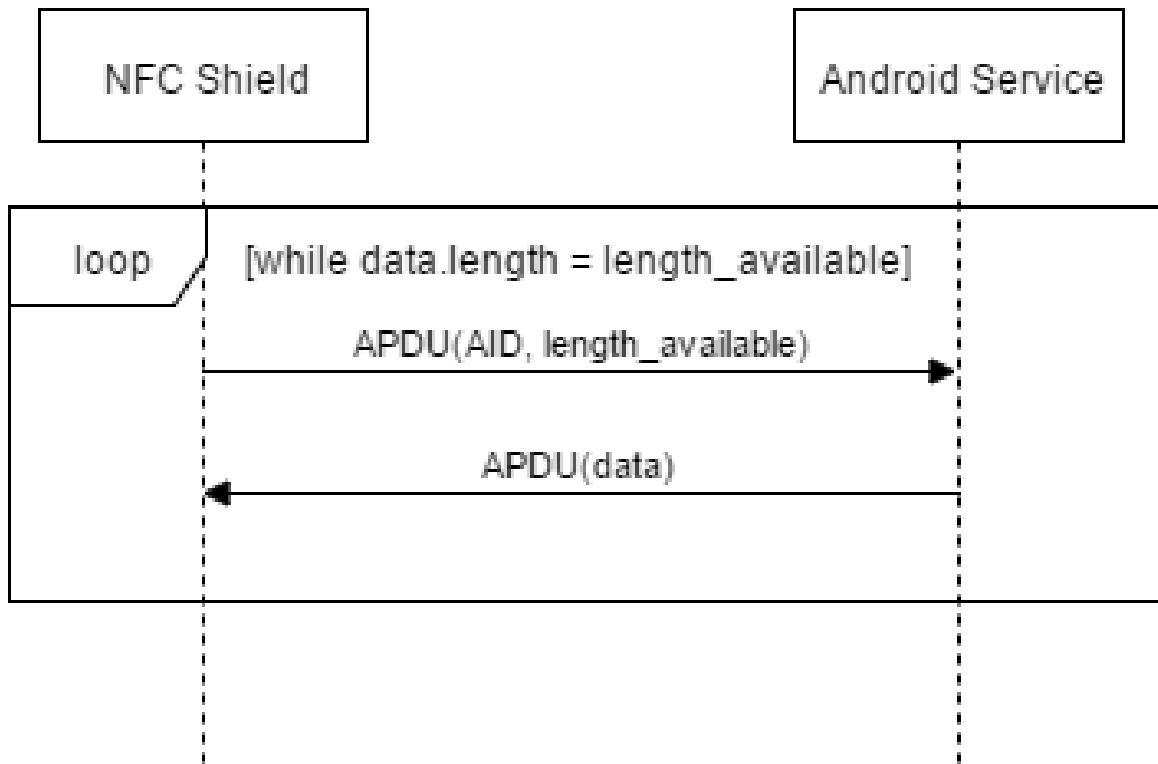 NFC Shield
Android Service
loop
[while data.length = length_available]
APDU(AID, length_available)
APDU(data)